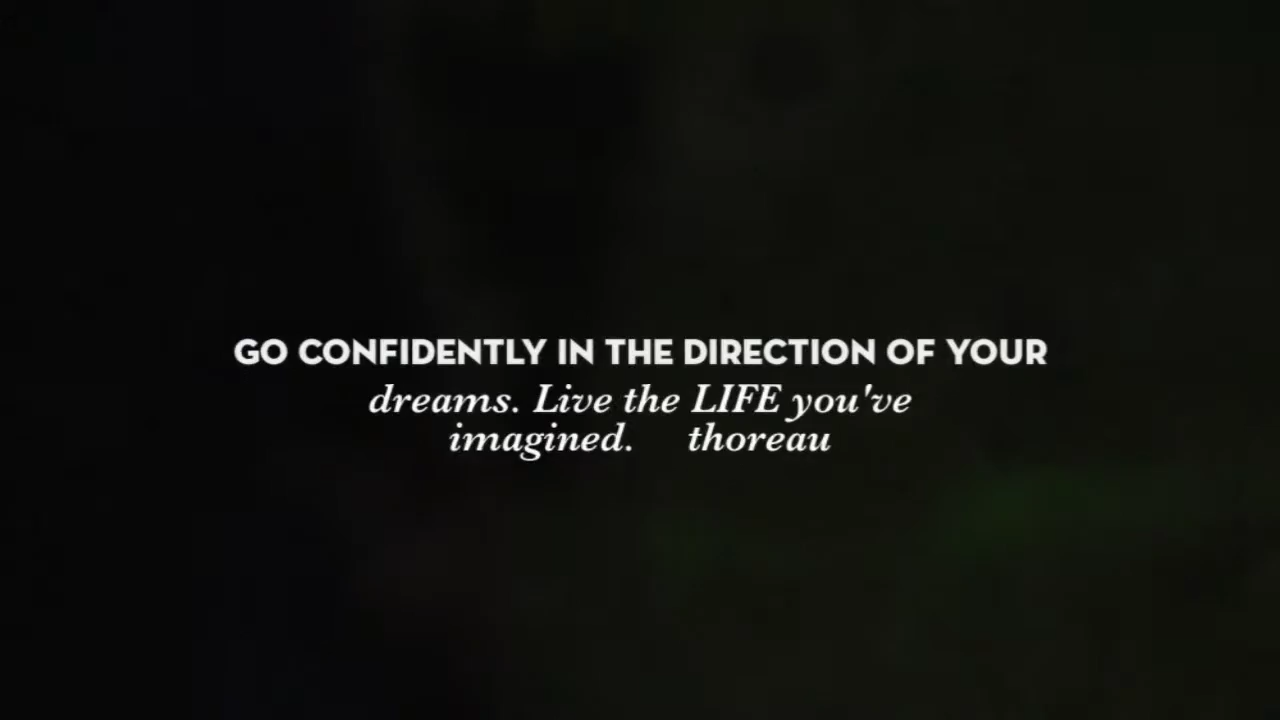 GO CONFIDENTLY IN THE DIRECTION OF YOUR
dreams. Live the LIFE you've
imagined. thoreau